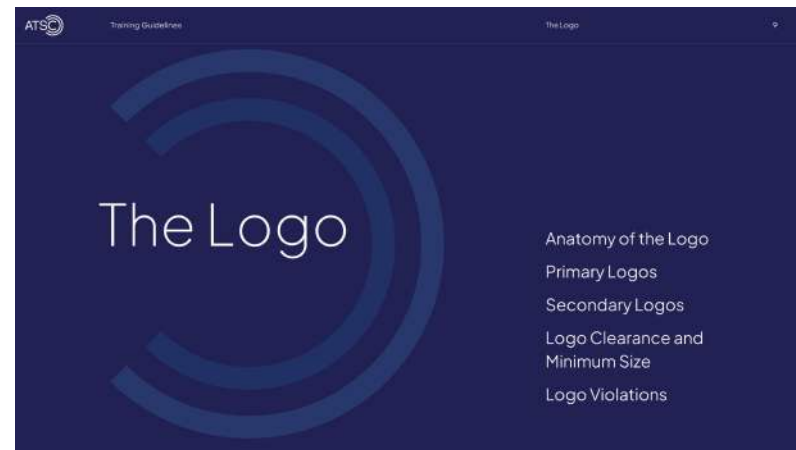 ATSC
Training Guidelines
The Logo
9
The Logo
Anatomy of the Logo
Primary Logos
Secondary Logos
Logo Clearance and
Minimum Size
Logo Violations